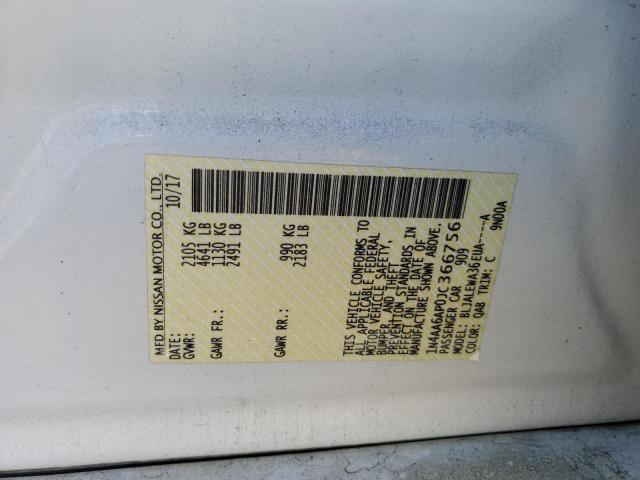 MFD BY NISSAN MOTOR CO., LTD.
DATE: 10/17
GVWR: 2105 KG
4641 LB
GAWR FR.: 1130 KG
2491 LB
GAWR RR.: 990 KG
2183 LB
THIS VEHICLE CONFORMS TO
ALL APPLICABLE FEDERAL
MOTOR VEHICLE SAFETY,
BUMPER, AND THEFT
PREVENTION STANDARDS IN
EFFECT ON THE DATE OF
MANUFACTURE SHOWN ABOVE.
1N4AA6AP0JC366756
PASSENGER CAR 909
MODEL: BLJALEWA36EUA----A
COLOR: QAB TRIM: C 9N00A